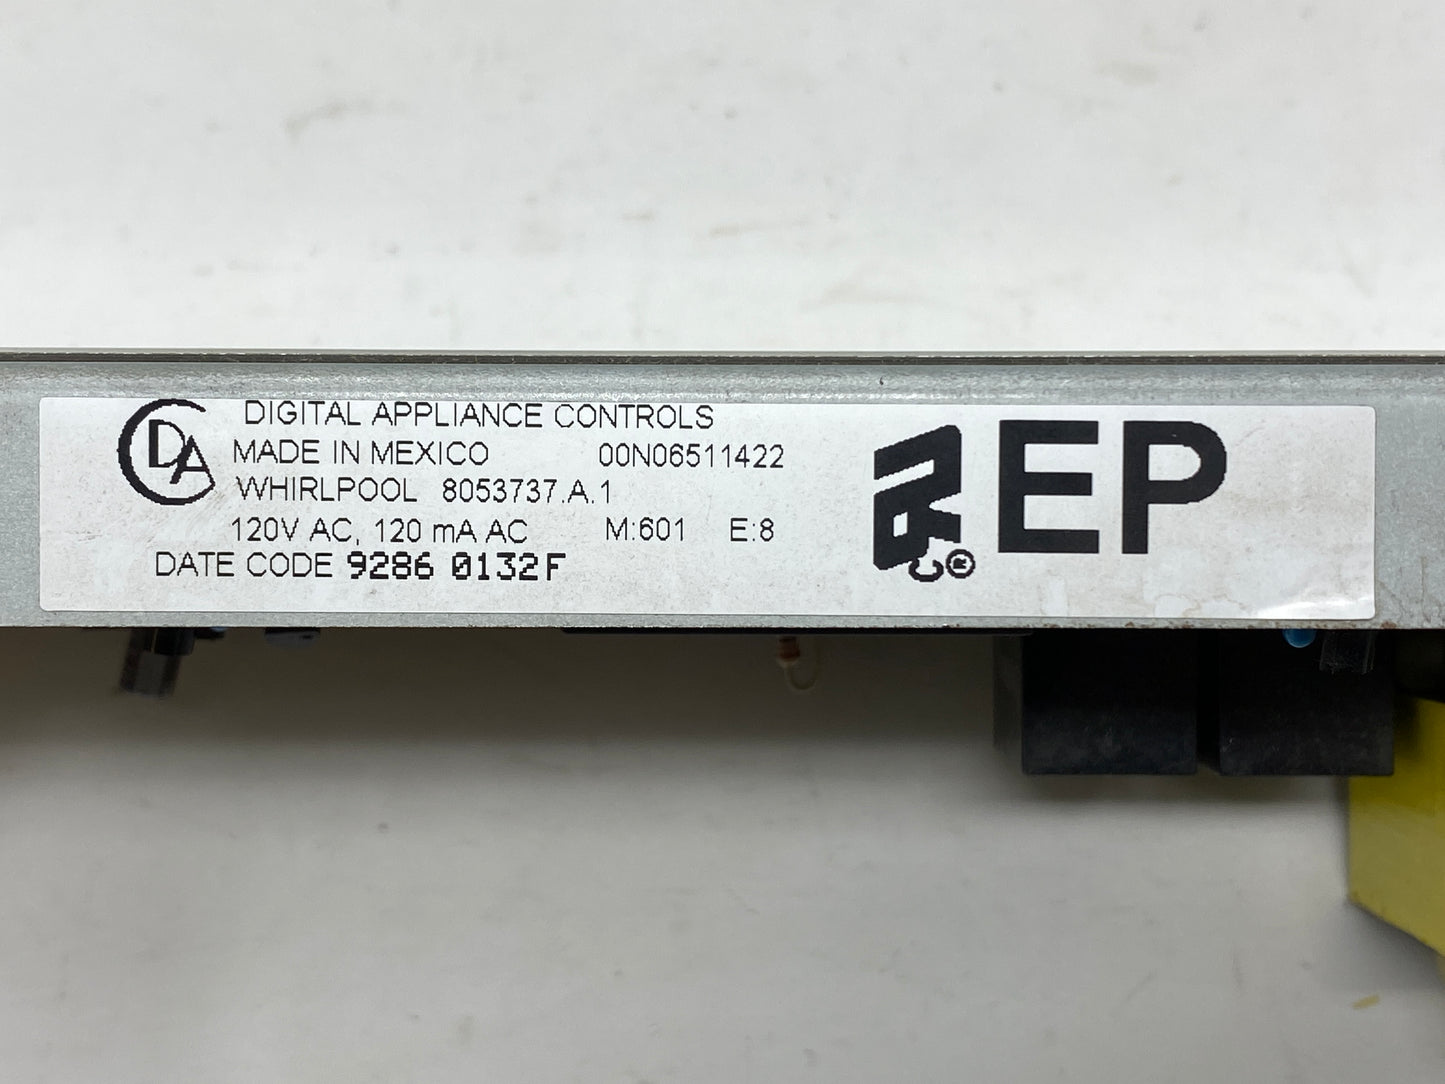 DA
DIGITAL APPLIANCE CONTROLS
MADE IN MEXICO 00N06511422
WHIRLPOOL 8053737.A.1
120V AC, 120 mA AC M:601 E:8
DATE CODE 9286 0132F
EP
®